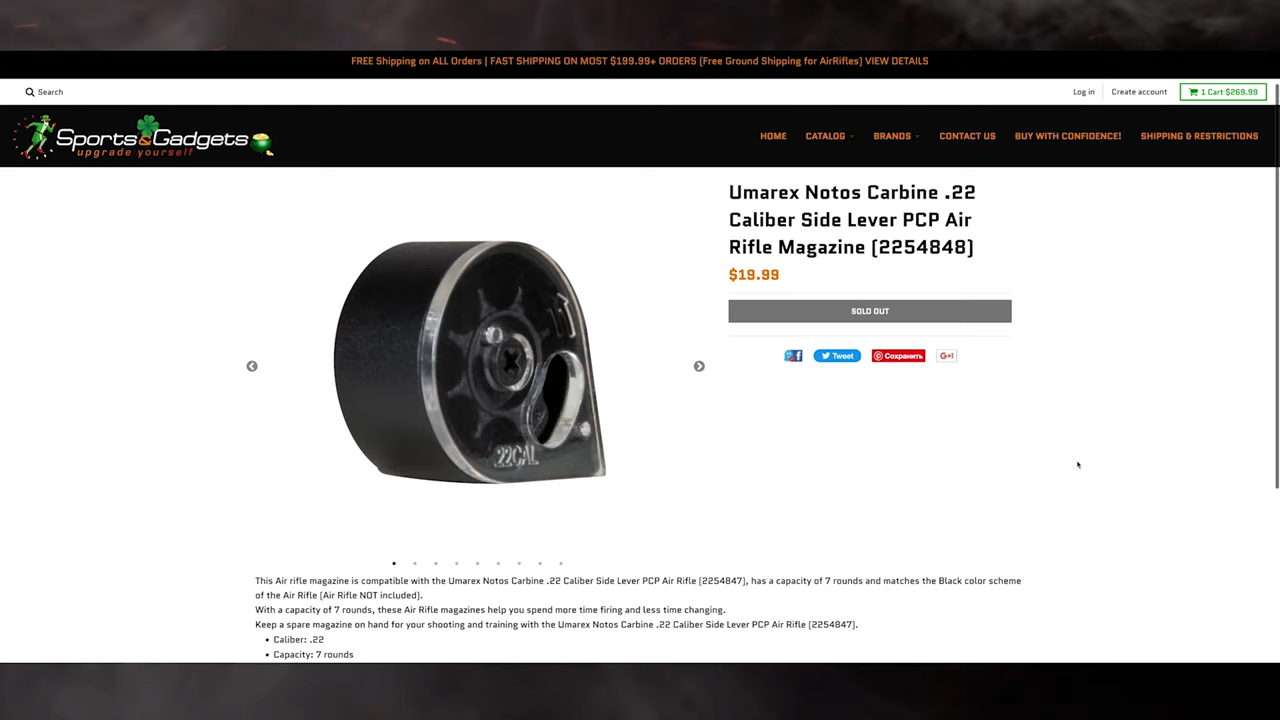 FREE Shipping on ALL Orders | FAST SHIPPING ON MOST $199.99+ ORDERS (Free Ground Shipping for AirRifles) VIEW DETAILS
Search
Log in
Create account
1 Cart $269.99
Sports&Gadgets
upgrade yourself
HOME
CATALOG
BRANDS
CONTACT US
BUY WITH CONFIDENCE!
SHIPPING & RESTRICTIONS
Umarex Notos Carbine .22
Caliber Side Lever PCP Air
Rifle Magazine (2254848)
$19.99
SOLD OUT
Tweet
Сохранить
G+1
22CAL
This Air rifle magazine is compatible with the Umarex Notos Carbine .22 Caliber Side Lever PCP Air Rifle (2254847), has a capacity of 7 rounds and matches the Black color scheme
of the Air Rifle (Air Rifle NOT included).
With a capacity of 7 rounds, these Air Rifle magazines help you spend more time firing and less time changing.
Keep a spare magazine on hand for your shooting and training with the Umarex Notos Carbine .22 Caliber Side Lever PCP Air Rifle (2254847).
• Caliber: .22
• Capacity: 7 rounds